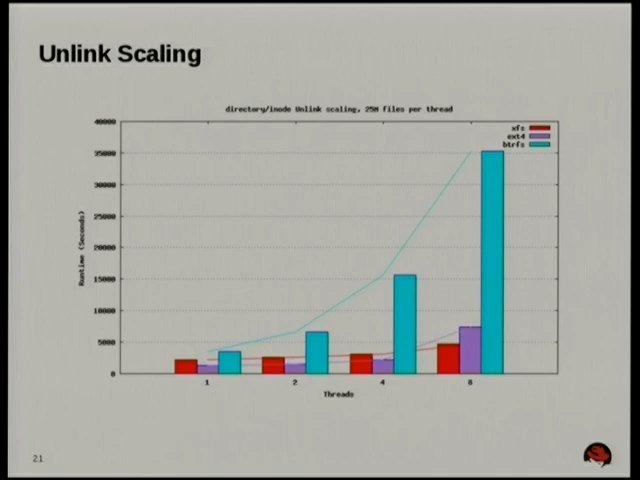 Unlink Scaling
directory/inode Unlink scaling, 25M files per thread
xfs
ext4
btrfs
40000
35000
30000
25000
20000
15000
10000
5000
0
Runtime (Seconds)
1 2 4 8
Threads
21